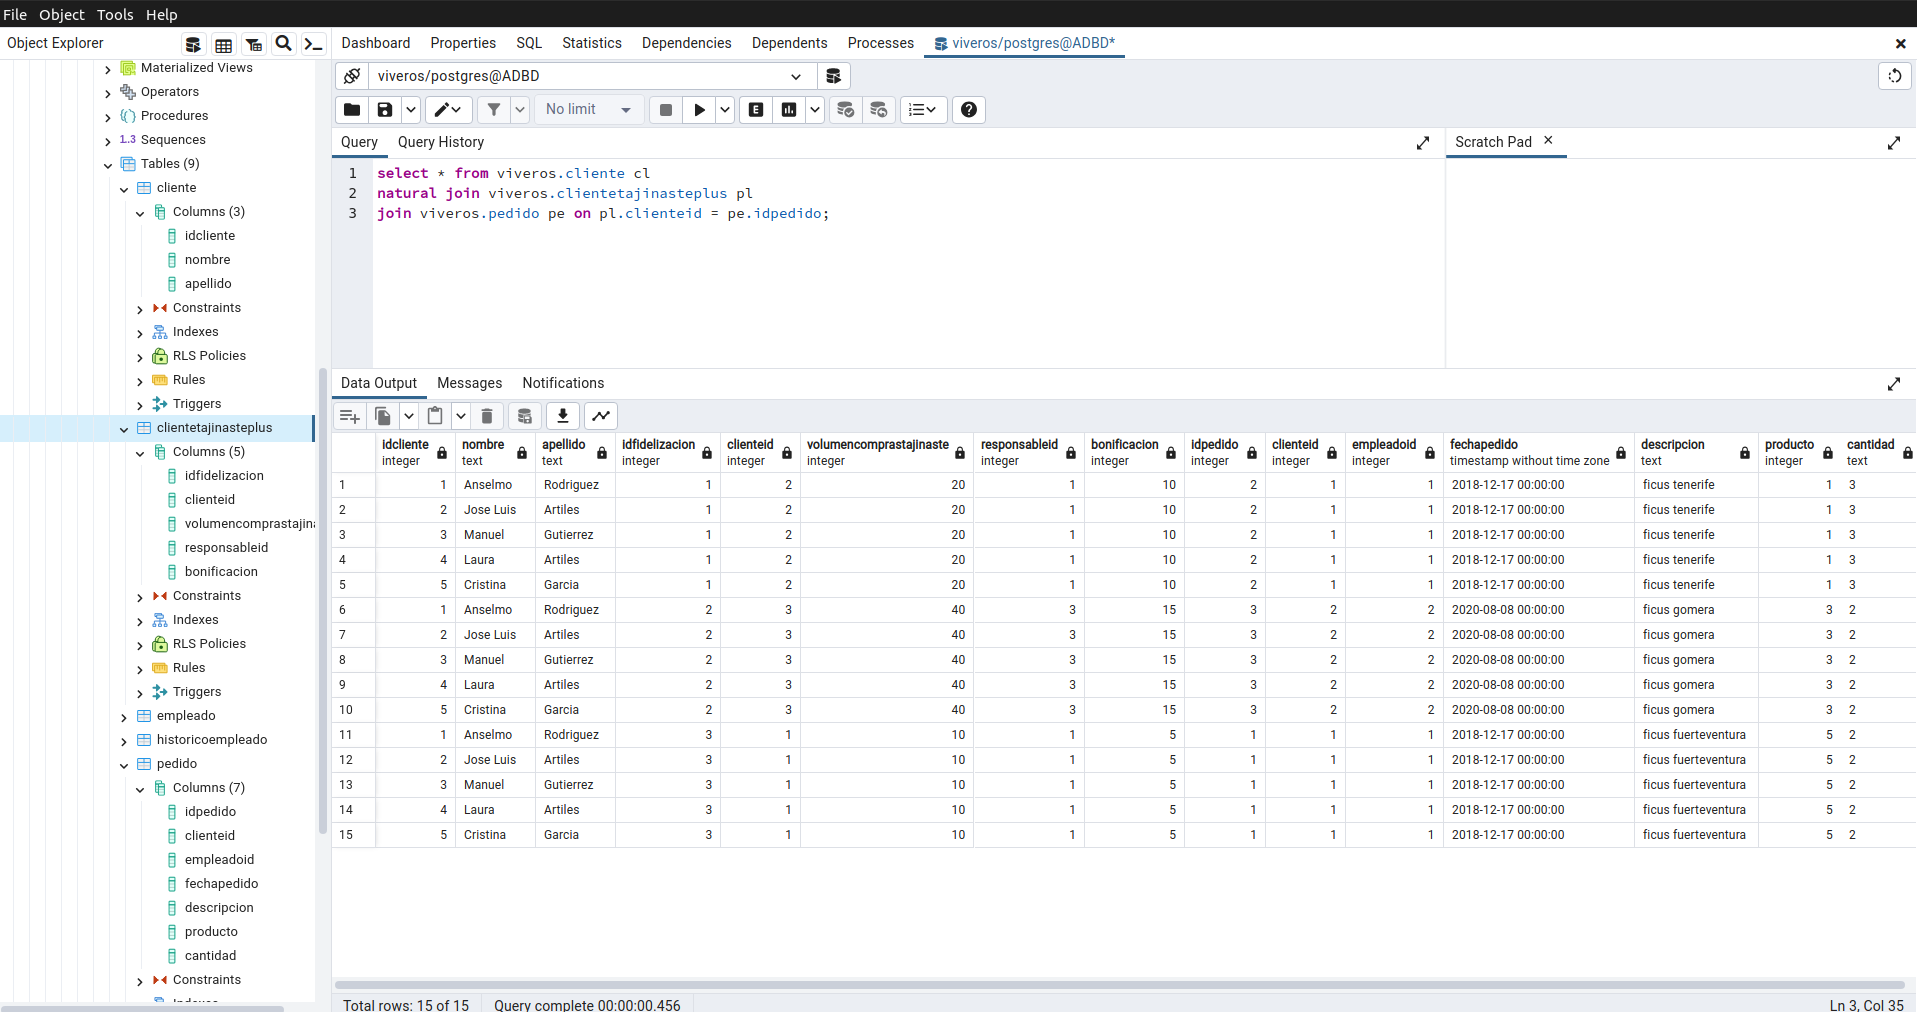 File Object Tools Help
Object Explorer
Dashboard Properties SQL Statistics Dependencies Dependents Processes viveros/postgres@ADBD*
Materialized Views
Operators
Procedures
1.3 Sequences
Tables (9)
cliente
Columns (3)
idcliente
nombre
apellido
Constraints
Indexes
RLS Policies
Rules
Triggers
clientetajinasteplus
Columns (5)
idfidelizacion
clienteid
volumencomprastajina
responsableid
bonificacion
Constraints
Indexes
RLS Policies
Rules
Triggers
empleado
historicoempleado
pedido
Columns (7)
idpedido
clienteid
empleadoid
fechapedido
descripcion
producto
cantidad
Constraints
Indexes
viveros/postgres@ADBD
No limit
E
Query Query History
Scratch Pad
1 select * from viveros.cliente cl
2 natural join viveros.clientetajinasteplus pl
3 join viveros.pedido pe on pl.clienteid = pe.idpedido;
Data Output Messages Notifications
idcliente nombre apellido idfidelizacion clienteid volumencomprastajinaste responsableid bonificacion idpedido clienteid empleadoid fechapedido descripcion producto cantidad
integer text text integer integer integer integer integer integer integer integer timestamp without time zone text integer text
1 1 Anselmo Rodriguez 1 2 20 1 10 2 1 1 2018-12-17 00:00:00 ficus tenerife 1 3
2 2 Jose Luis Artiles 1 2 20 1 10 2 1 1 2018-12-17 00:00:00 ficus tenerife 1 3
3 3 Manuel Gutierrez 1 2 20 1 10 2 1 1 2018-12-17 00:00:00 ficus tenerife 1 3
4 4 Laura Artiles 1 2 20 1 10 2 1 1 2018-12-17 00:00:00 ficus tenerife 1 3
5 5 Cristina Garcia 1 2 20 1 10 2 1 1 2018-12-17 00:00:00 ficus tenerife 1 3
6 1 Anselmo Rodriguez 2 3 40 3 15 3 2 2 2020-08-08 00:00:00 ficus gomera 3 2
7 2 Jose Luis Artiles 2 3 40 3 15 3 2 2 2020-08-08 00:00:00 ficus gomera 3 2
8 3 Manuel Gutierrez 2 3 40 3 15 3 2 2 2020-08-08 00:00:00 ficus gomera 3 2
9 4 Laura Artiles 2 3 40 3 15 3 2 2 2020-08-08 00:00:00 ficus gomera 3 2
10 5 Cristina Garcia 2 3 40 3 15 3 2 2 2020-08-08 00:00:00 ficus gomera 3 2
11 1 Anselmo Rodriguez 3 1 10 1 5 1 1 1 2018-12-17 00:00:00 ficus fuerteventura 5 2
12 2 Jose Luis Artiles 3 1 10 1 5 1 1 1 2018-12-17 00:00:00 ficus fuerteventura 5 2
13 3 Manuel Gutierrez 3 1 10 1 5 1 1 1 2018-12-17 00:00:00 ficus fuerteventura 5 2
14 4 Laura Artiles 3 1 10 1 5 1 1 1 2018-12-17 00:00:00 ficus fuerteventura 5 2
15 5 Cristina Garcia 3 1 10 1 5 1 1 1 2018-12-17 00:00:00 ficus fuerteventura 5 2
Total rows: 15 of 15 Query complete 00:00:00.456 Ln 3, Col 35